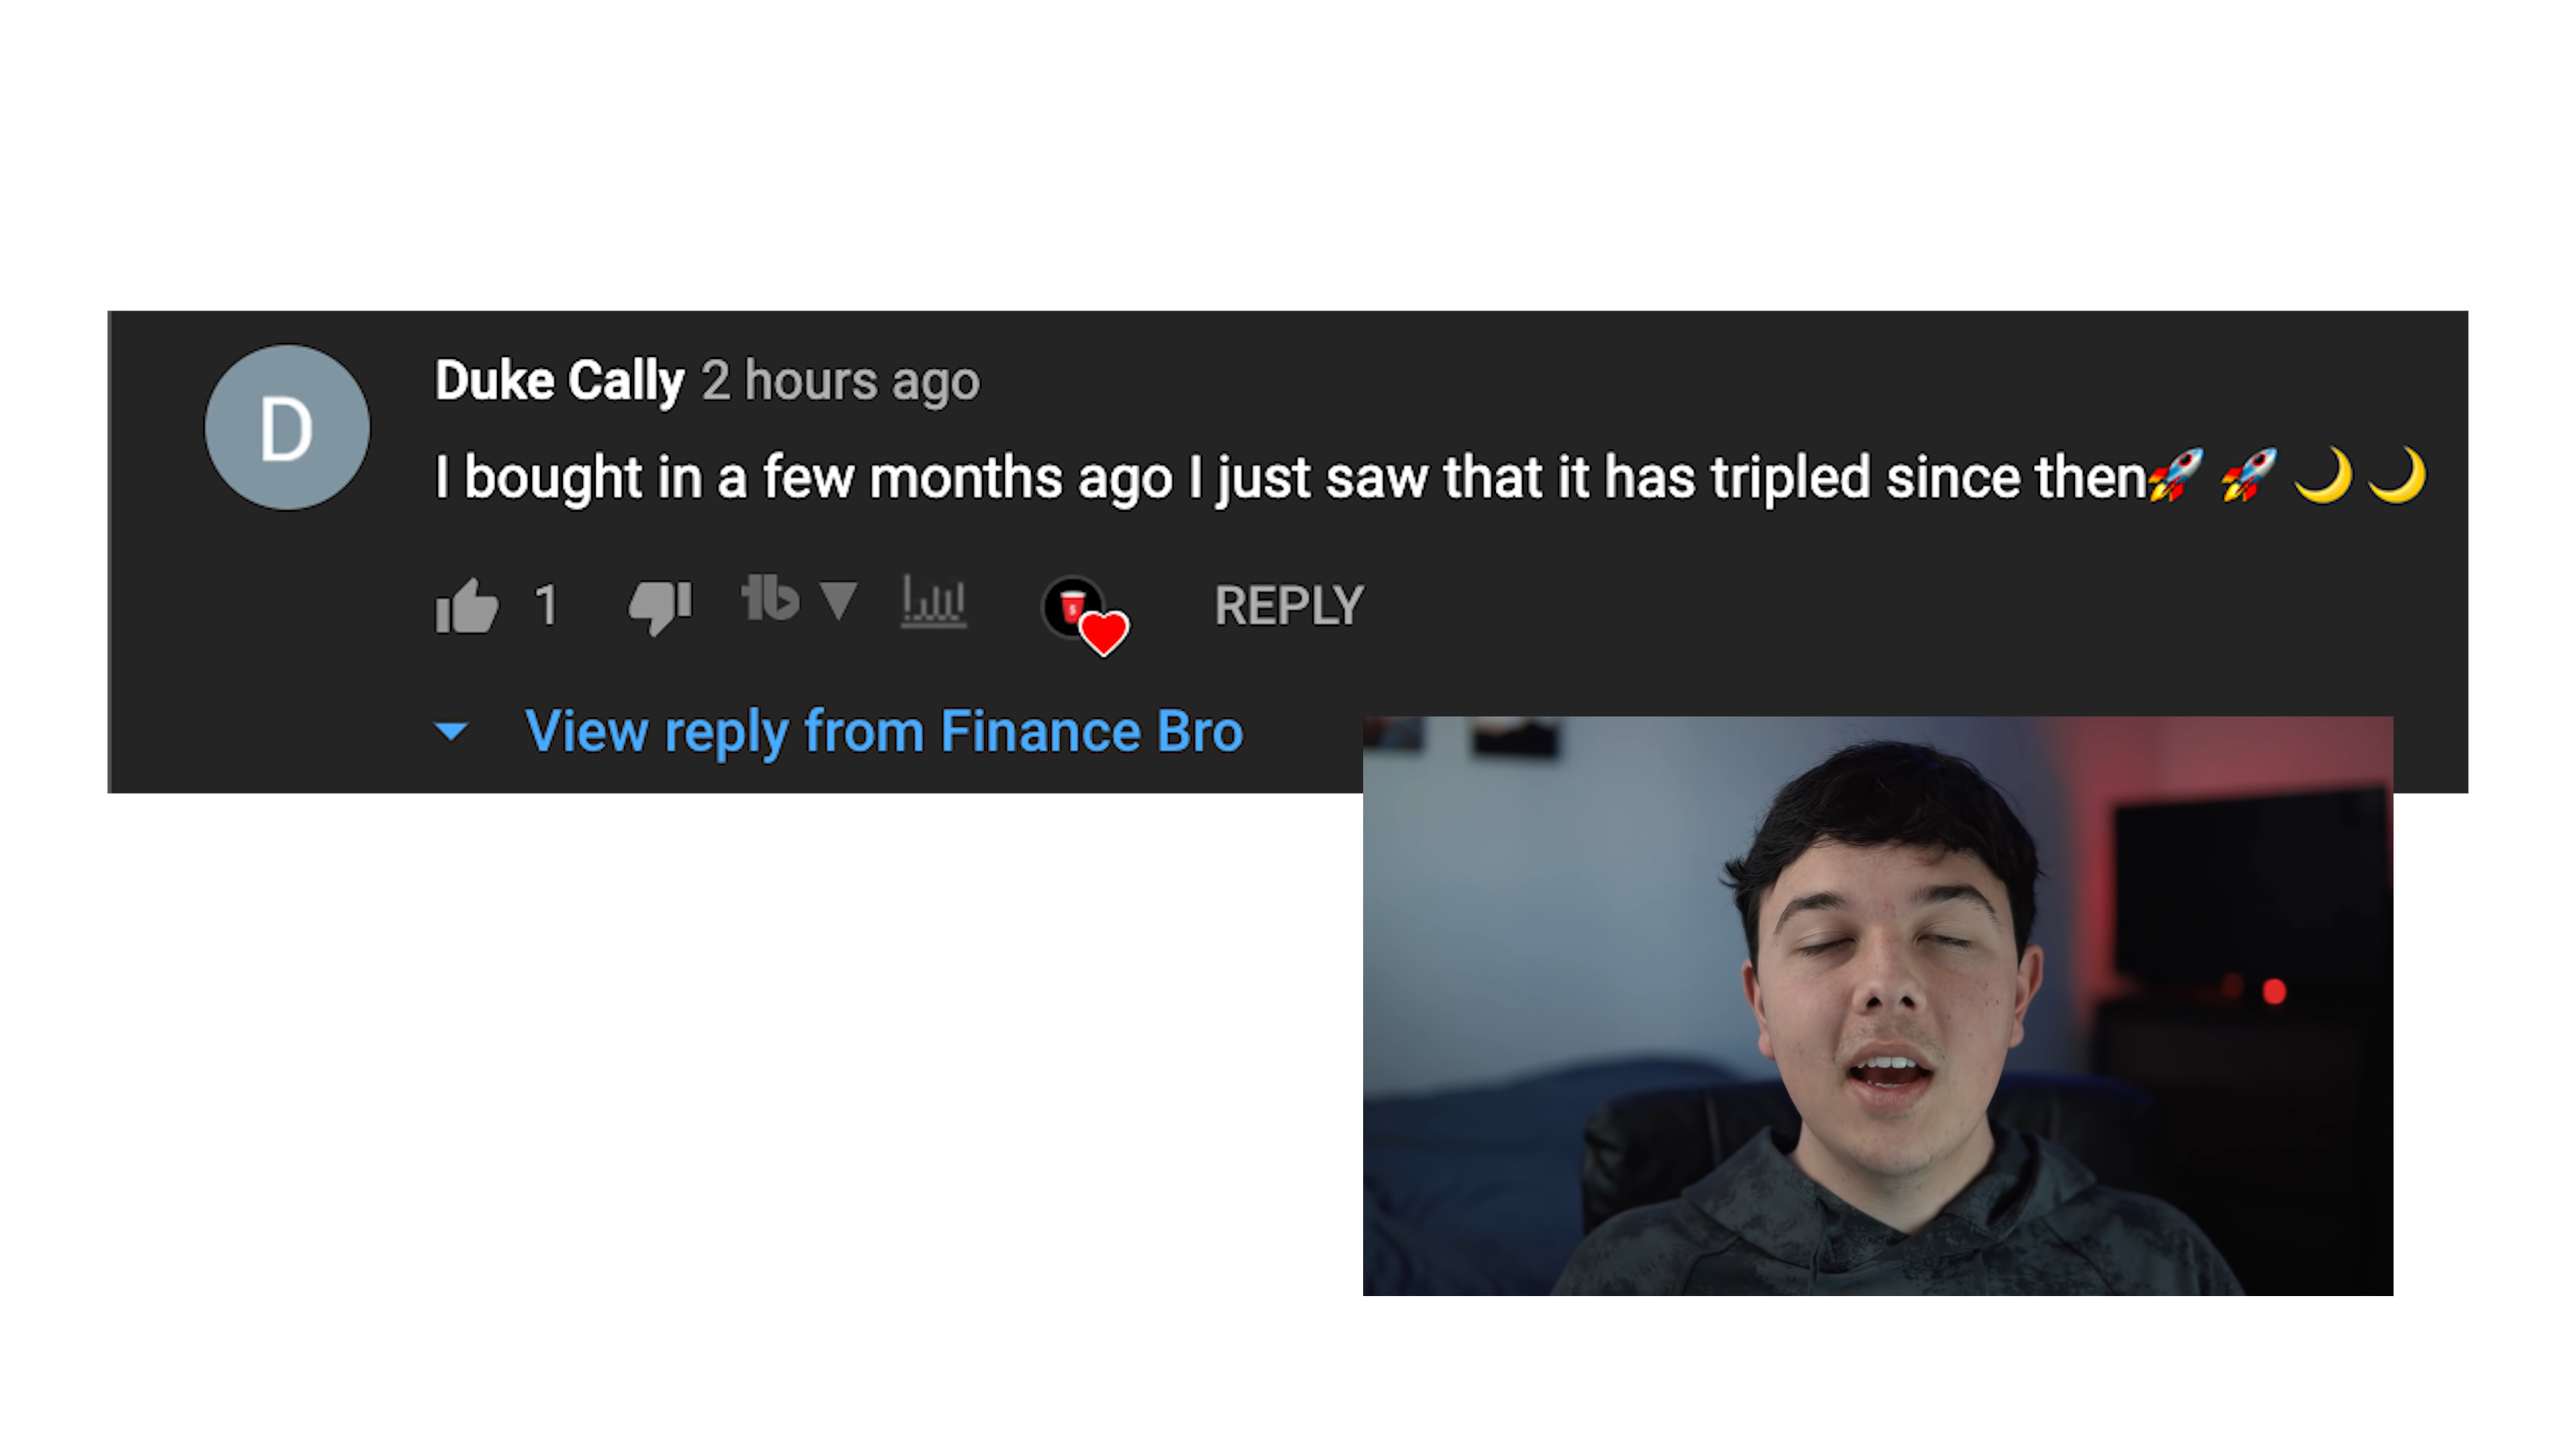 D
Duke Cally 2 hours ago
I bought in a few months ago I just saw that it has tripled since then🚀 🚀 🌙 🌙
1 tb REPLY
View reply from Finance Bro